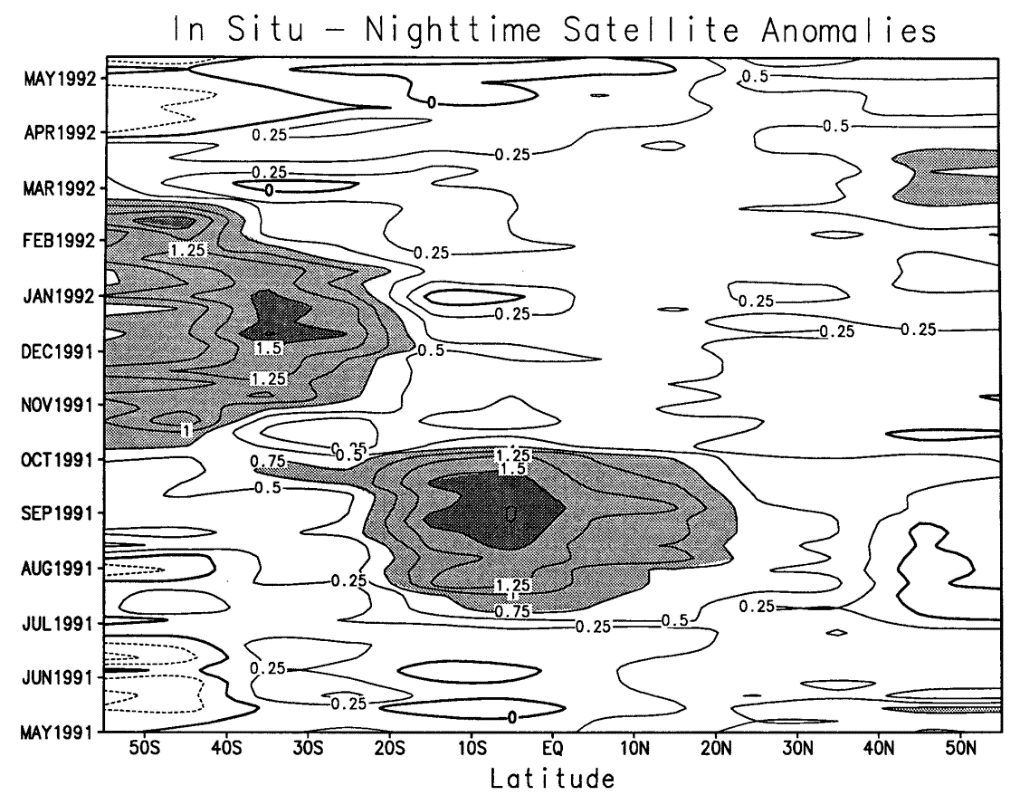 In Situ – Nighttime Satellite Anomalies
MAY1992
0.5
0
APR1992
0.25
0.5
0.25
0.25
MAR1992
0
FEB1992
1.25
0.25
JAN1992
0.25
0.25
1.5
0.25
0.25
DEC1991
0.5
1.25
NOV1991
1
0.25
0.5
OCT1991
1.25
0.75
1.5
0.5
SEP1991
AUG1991
0.25
1.25
1
0.75
0.25
JUL1991
0.25
0.5
0.25
JUN1991
0.25
0
MAY1991
50S 40S 30S 20S 10S EQ 10N 20N 30N 40N 50N
Latitude